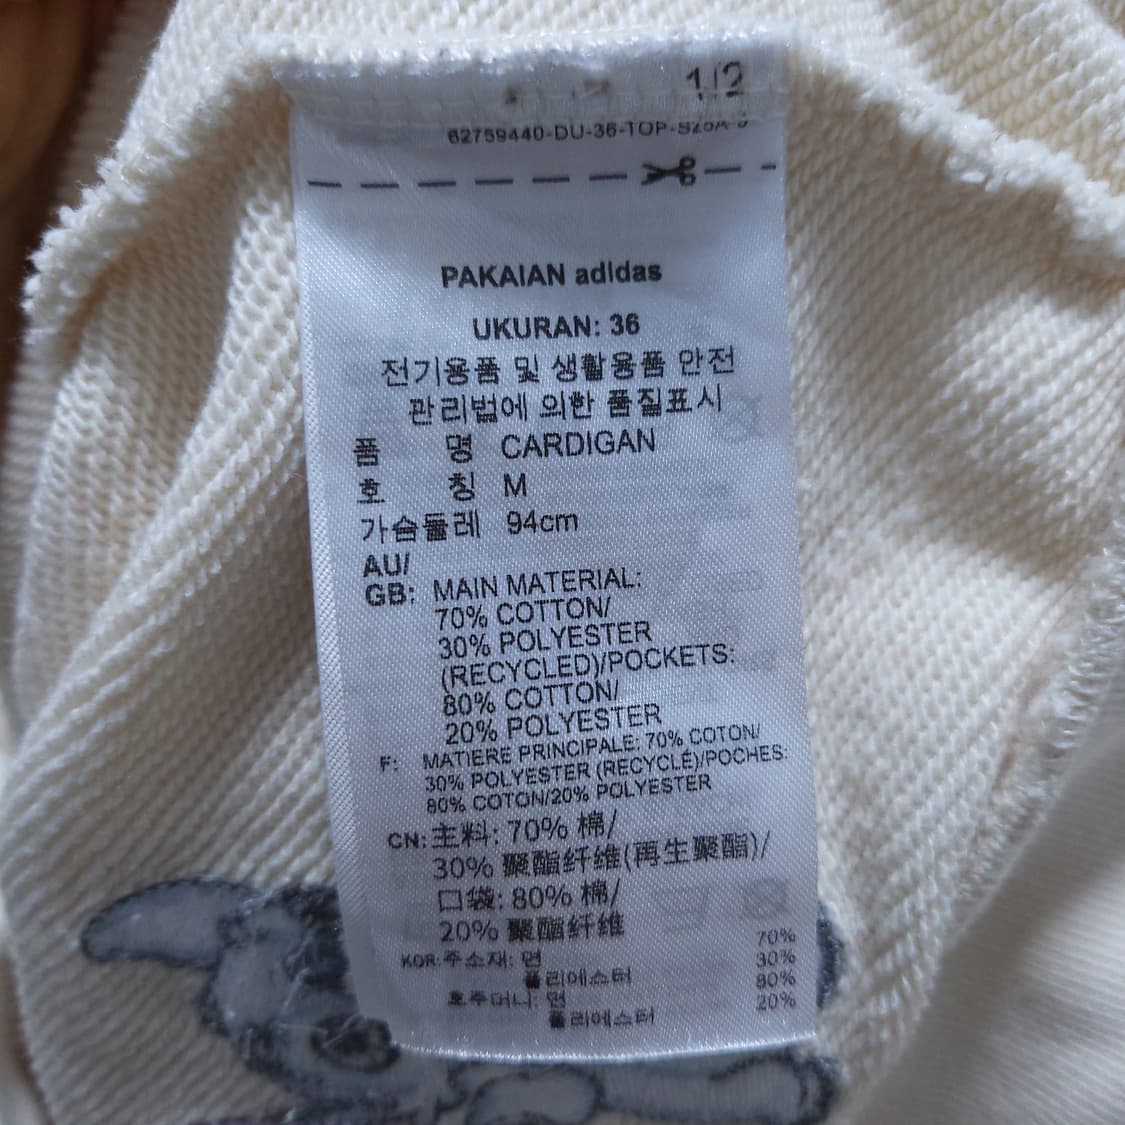 1/2
62759440-DU-36-TOP-S25A-
PAKAIAN adidas
UKURAN: 36
전기용품 및 생활용품 안전
관리법에 의한 품질표시
품 명 CARDIGAN
호 칭 M
가슴둘레 94cm
AU/
GB: MAIN MATERIAL:
70% COTTON/
30% POLYESTER
(RECYCLED)/POCKETS:
80% COTTON/
20% POLYESTER
F: MATIERE PRINCIPALE: 70% COTON/
30% POLYESTER (RECYCLÉ)/POCHES:
80% COTON/20% POLYESTER
CN: 主料: 70% 棉/
30% 聚酯纤维(再生聚酯)/
口袋: 80% 棉/
20% 聚酯纤维
KOR: 주소재: 면 70%
폴리에스터 30%
호주머니: 면 80%
폴리에스터 20%